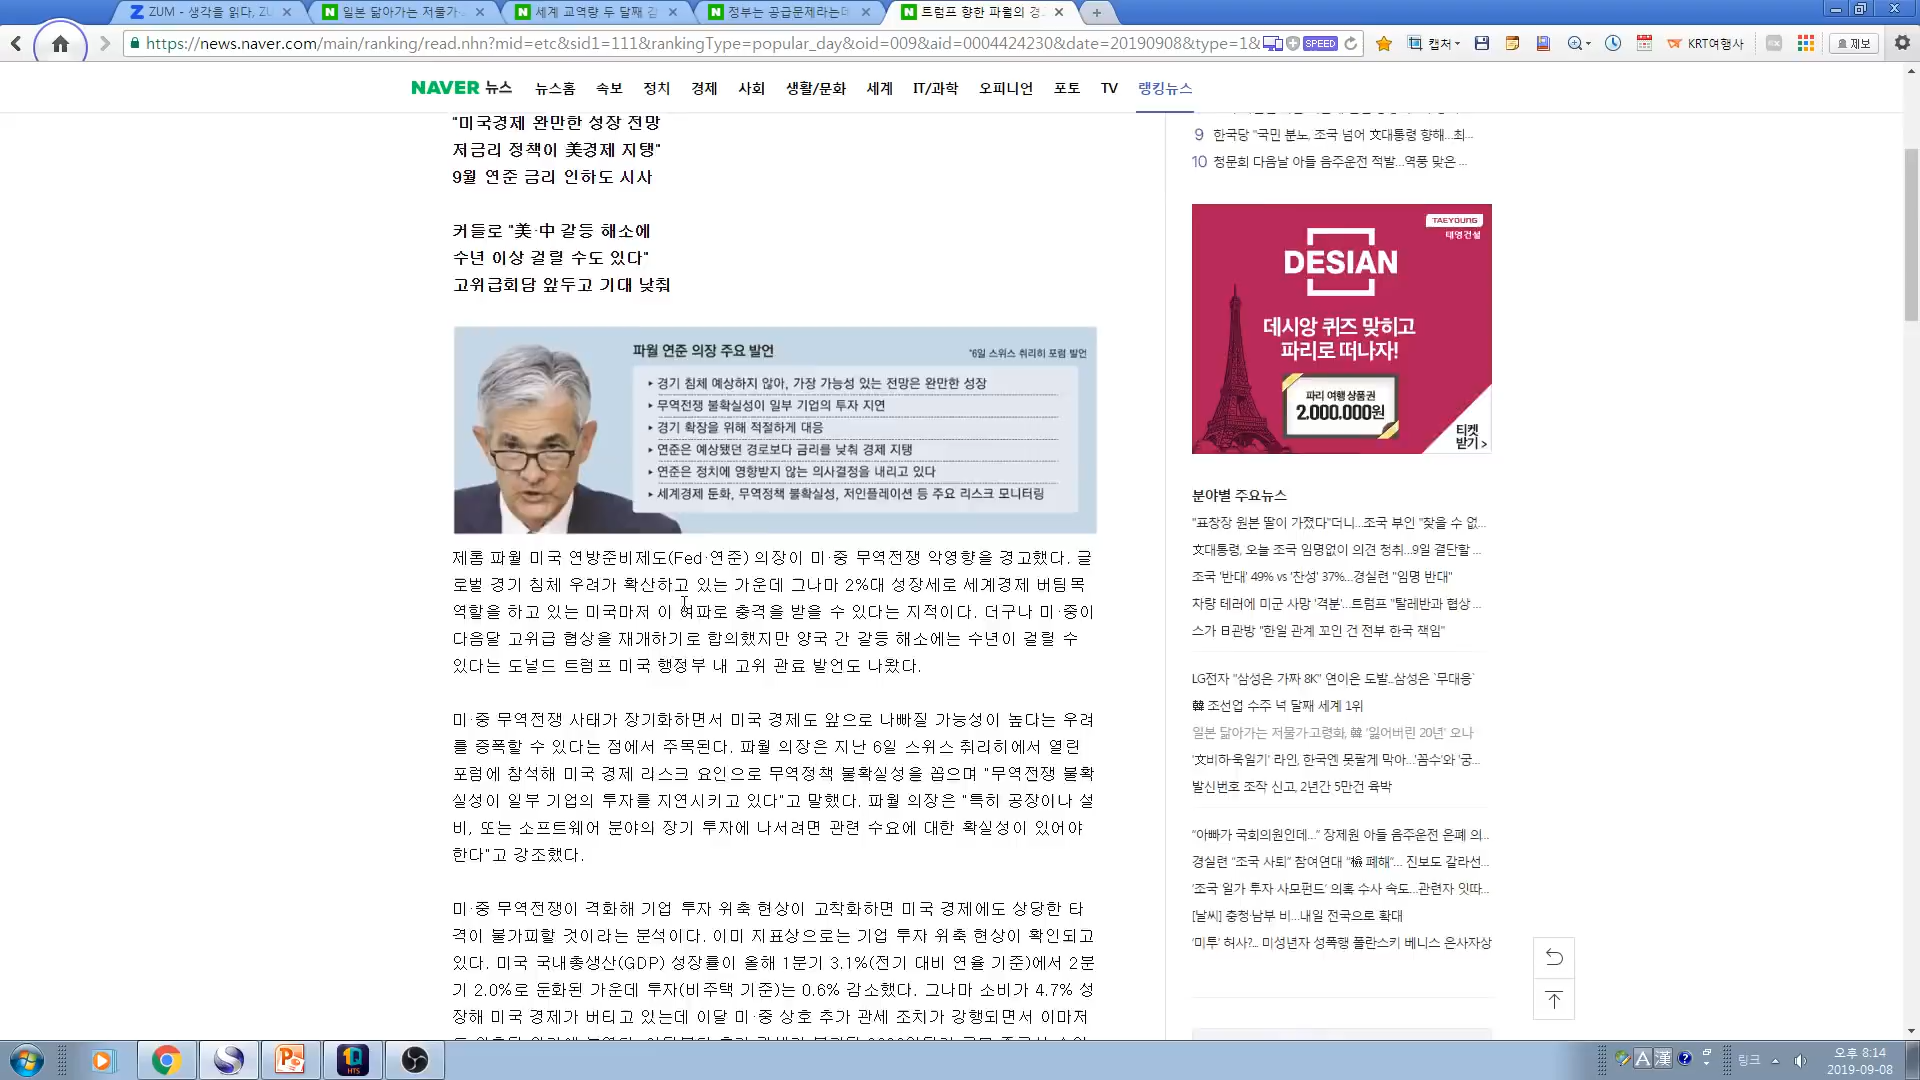 ZUM - 생각을 읽다, ZU
일본 닮아가는 저물가·
세계 교역량 두 달째 감
정부는 공급문제라는데
트럼프 향한 파월의 경
https://news.naver.com/main/ranking/read.nhn?mid=etc&sid1=111&rankingType=popular_day&oid=009&aid=0004424230&date=20190908&type=1&
SPEED
캡처
KRT여행사
제보
NAVER 뉴스
뉴스홈
속보
정치
경제
사회
생활/문화
세계
IT/과학
오피니언
포토
TV
랭킹뉴스
"미국경제 완만한 성장 전망
저금리 정책이 美경제 지탱"
9월 연준 금리 인하도 시사
커들로 "美·中 갈등 해소에
수년 이상 걸릴 수도 있다"
고위급회담 앞두고 기대 낮춰
파월 연준 의장 주요 발언
*6일 스위스 취리히 포럼 발언
▸경기 침체 예상하지 않아, 가장 가능성 있는 전망은 완만한 성장
▸무역전쟁 불확실성이 일부 기업의 투자 지연
▸경기 확장을 위해 적절하게 대응
▸연준은 예상됐던 경로보다 금리를 낮춰 경제 지탱
▸연준은 정치에 영향받지 않는 의사결정을 내리고 있다
▸세계경제 둔화, 무역정책 불확실성, 저인플레이션 등 주요 리스크 모니터링
제롬 파월 미국 연방준비제도(Fed·연준) 의장이 미·중 무역전쟁 악영향을 경고했다. 글
로벌 경기 침체 우려가 확산하고 있는 가운데 그나마 2%대 성장세로 세계경제 버팀목
역할을 하고 있는 미국마저 이 여파로 충격을 받을 수 있다는 지적이다. 더구나 미·중이
다음달 고위급 협상을 재개하기로 합의했지만 양국 간 갈등 해소에는 수년이 걸릴 수
있다는 도널드 트럼프 미국 행정부 내 고위 관료 발언도 나왔다.
미·중 무역전쟁 사태가 장기화하면서 미국 경제도 앞으로 나빠질 가능성이 높다는 우려
를 증폭할 수 있다는 점에서 주목된다. 파월 의장은 지난 6일 스위스 취리히에서 열린
포럼에 참석해 미국 경제 리스크 요인으로 무역정책 불확실성을 꼽으며 "무역전쟁 불확
실성이 일부 기업의 투자를 지연시키고 있다"고 말했다. 파월 의장은 "특히 공장이나 설
비, 또는 소프트웨어 분야의 장기 투자에 나서려면 관련 수요에 대한 확실성이 있어야
한다"고 강조했다.
미·중 무역전쟁이 격화해 기업 투자 위축 현상이 고착화하면 미국 경제에도 상당한 타
격이 불가피할 것이라는 분석이다. 이미 지표상으로는 기업 투자 위축 현상이 확인되고
있다. 미국 국내총생산(GDP) 성장률이 올해 1분기 3.1%(전기 대비 연율 기준)에서 2분
기 2.0%로 둔화된 가운데 투자(비주택 기준)는 0.6% 감소했다. 그나마 소비가 4.7% 성
장해 미국 경제가 버티고 있는데 이달 미·중 상호 추가 관세 조치가 강행되면서 이마저
9 한국당 "국민 분노, 조국 넘어 文대통령 향해...최...
10 청문회 다음날 아들 음주운전 적발...역풍 맞은 ...
TAEYOUNG
태영건설
DESIAN
데시앙 퀴즈 맞히고
파리로 떠나자!
파리 여행 상품권
2,000,000원
티켓
받기 >
분야별 주요뉴스
"표창장 원본 딸이 가졌다"더니...조국 부인 "찾을 수 없...
文대통령, 오늘 조국 임명없이 의견 청취...9일 결단할 ...
조국 '반대' 49% vs '찬성' 37%...경실련 "임명 반대"
차량 테러에 미군 사망 '격분'...트럼프 "탈레반과 협상 ...
스가 日관방 "한일 관계 꼬인 건 전부 한국 책임"
LG전자 "삼성은 가짜 8K" 연이은 도발..삼성은 `무대응`
韓 조선업 수주 넉 달째 세계 1위
일본 닮아가는 저물가·고령화, 韓 '잃어버린 20년' 오나
'文비하·욱일기' 라인, 한국엔 못팔게 막아...'꼼수'와 '공...
발신번호 조작 신고, 2년간 5만건 육박
"아빠가 국회의원인데..." 장제원 아들 음주운전 은폐 의...
경실련 "조국 사퇴" 참여연대 "檢 폐해"... 진보도 갈라선...
'조국 일가 투자 사모펀드' 의혹 수사 속도...관련자 잇따...
[날씨] 충청·남부 비...내일 전국으로 확대
'미투' 허사?... 미성년자 성폭행 폴란스키 베니스 은사자상
HTS
A
漢
링크
오후 8:14
2019-09-08